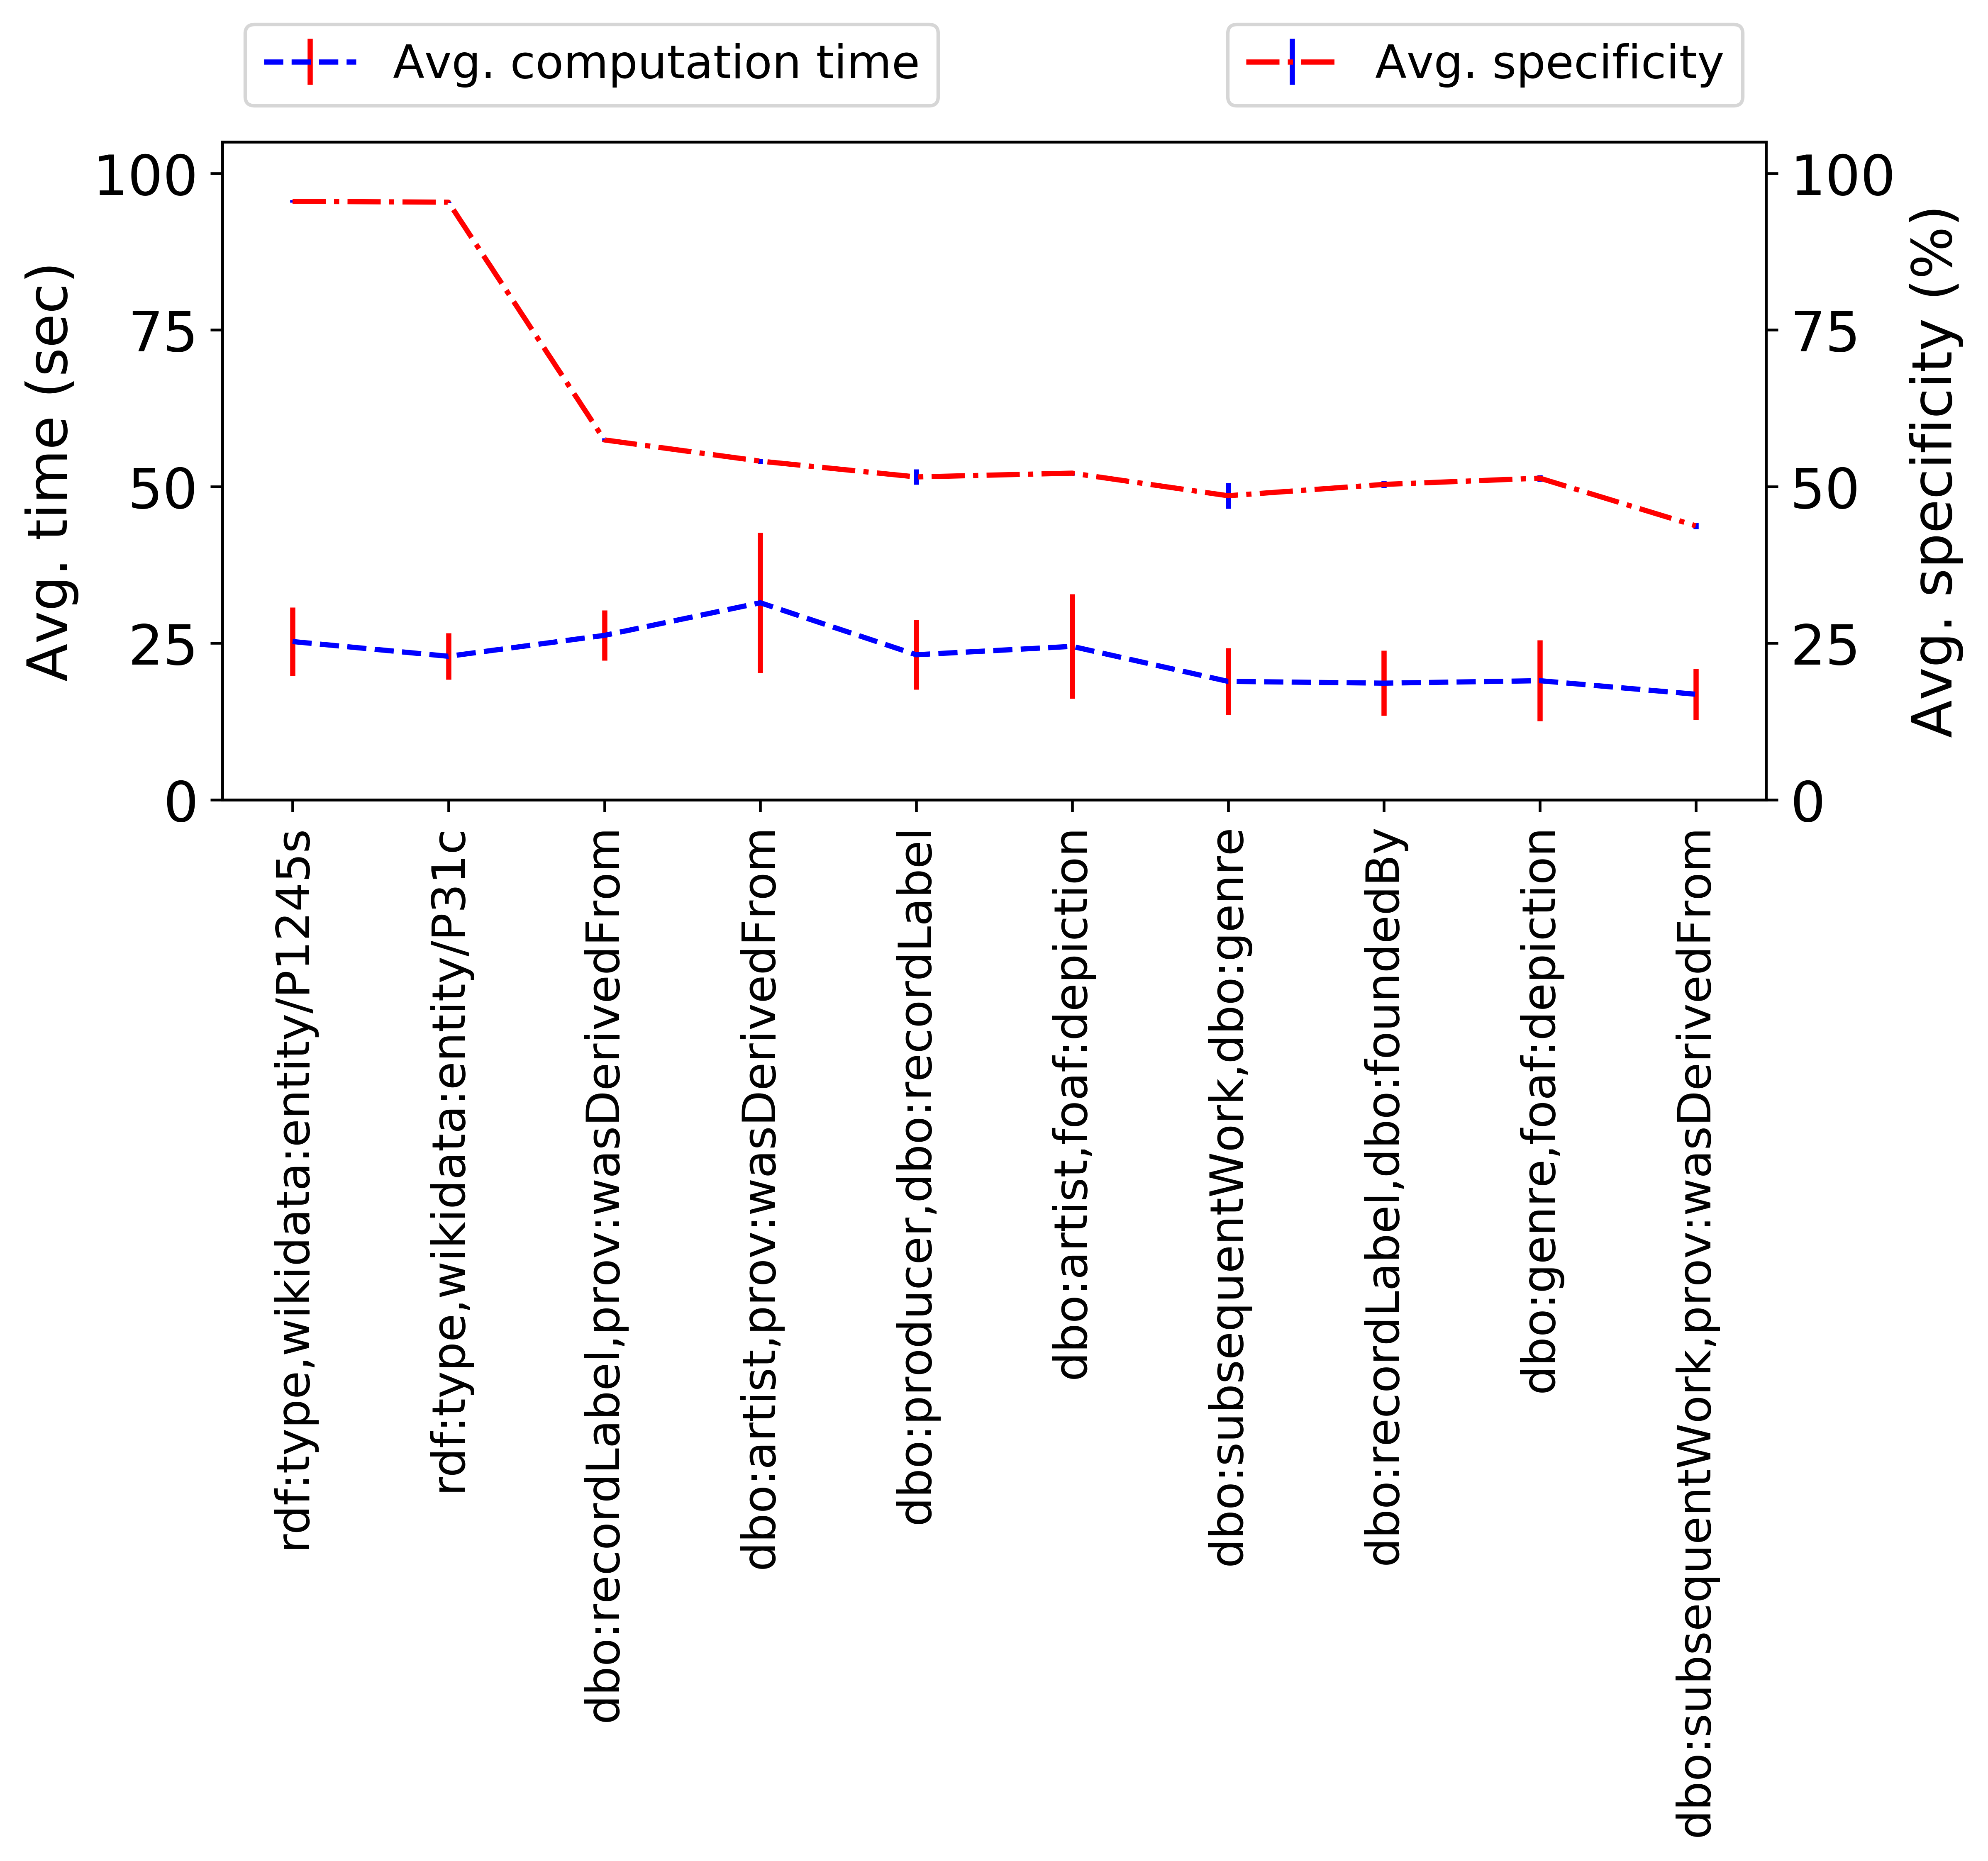 Avg. computation time
Avg. specificity
100
75
50
25
0
Avg. time (sec)
100
75
50
25
0
Avg. specificity (%)
rdf:type,wikidata:entity/P1245s
rdf:type,wikidata:entity/P31c
dbo:recordLabel,prov:wasDerivedFrom
dbo:artist,prov:wasDerivedFrom
dbo:producer,dbo:recordLabel
dbo:artist,foaf:depiction
dbo:subsequentWork,dbo:genre
dbo:recordLabel,dbo:foundedBy
dbo:genre,foaf:depiction
dbo:subsequentWork,prov:wasDerivedFrom